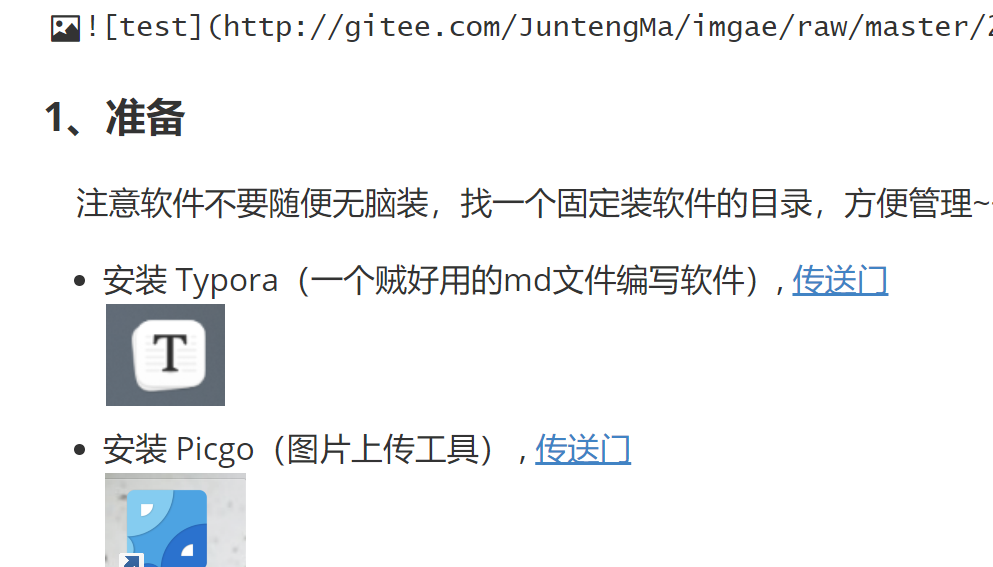 ![test](http://gitee.com/JuntengMa/imgae/raw/master/2
1、准备
注意软件不要随便无脑装，找一个固定装软件的目录，方便管理~
安装 Typora（一个贼好用的md文件编写软件）, 传送门
T
安装 Picgo（图片上传工具） , 传送门